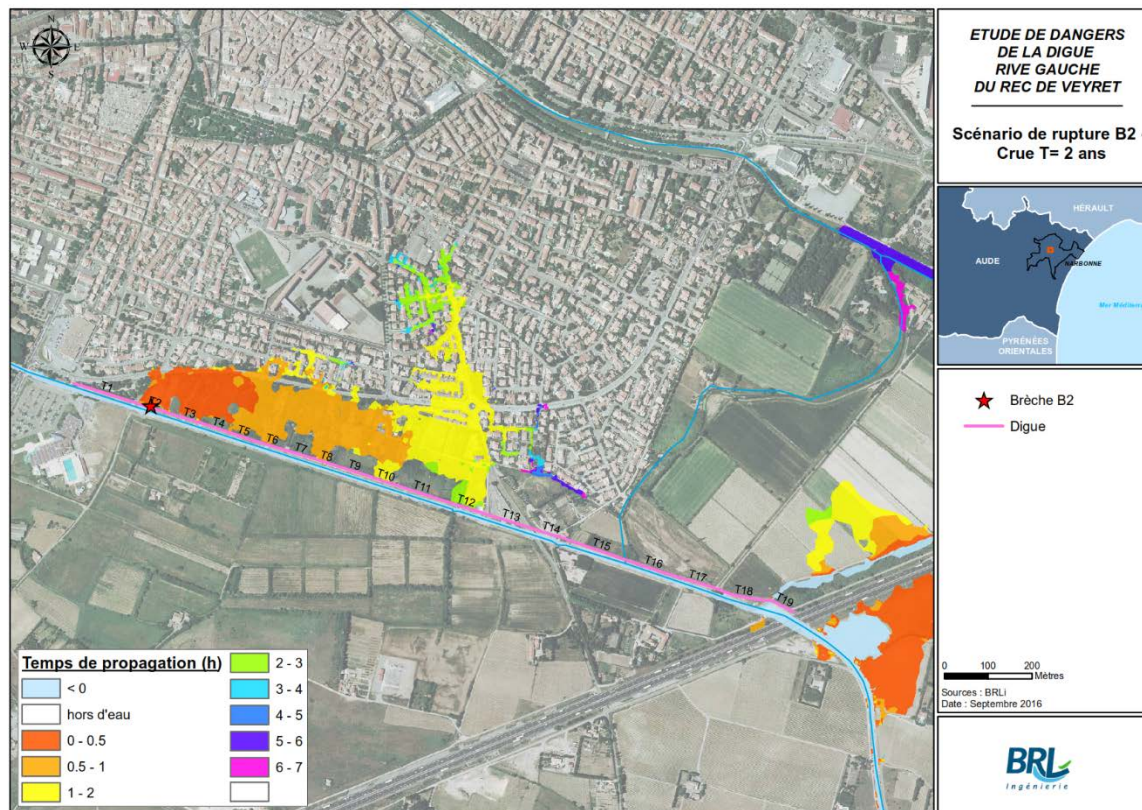 N
W
E
S
T1
T2
T3
T4
T5
T6
T7
T8
T9
T10
T11
T12
T13
T14
T15
T16
T17
T18
T19
Temps de propagation (h)
< 0
hors d'eau
0 - 0.5
0.5 - 1
1 - 2
2 - 3
3 - 4
4 - 5
5 - 6
6 - 7
ETUDE DE DANGERS
DE LA DIGUE
RIVE GAUCHE
DU REC DE VEYRET
Scénario de rupture B2 -
Crue T= 2 ans
HÉRAULT
AUDE
NARBONNE
Mer Méditerra
PYRÉNÉES
ORIENTALES
Brèche B2
Digue
0 100 200
Mètres
Sources : BRLi
Date : Septembre 2016
BRL
Ingénierie